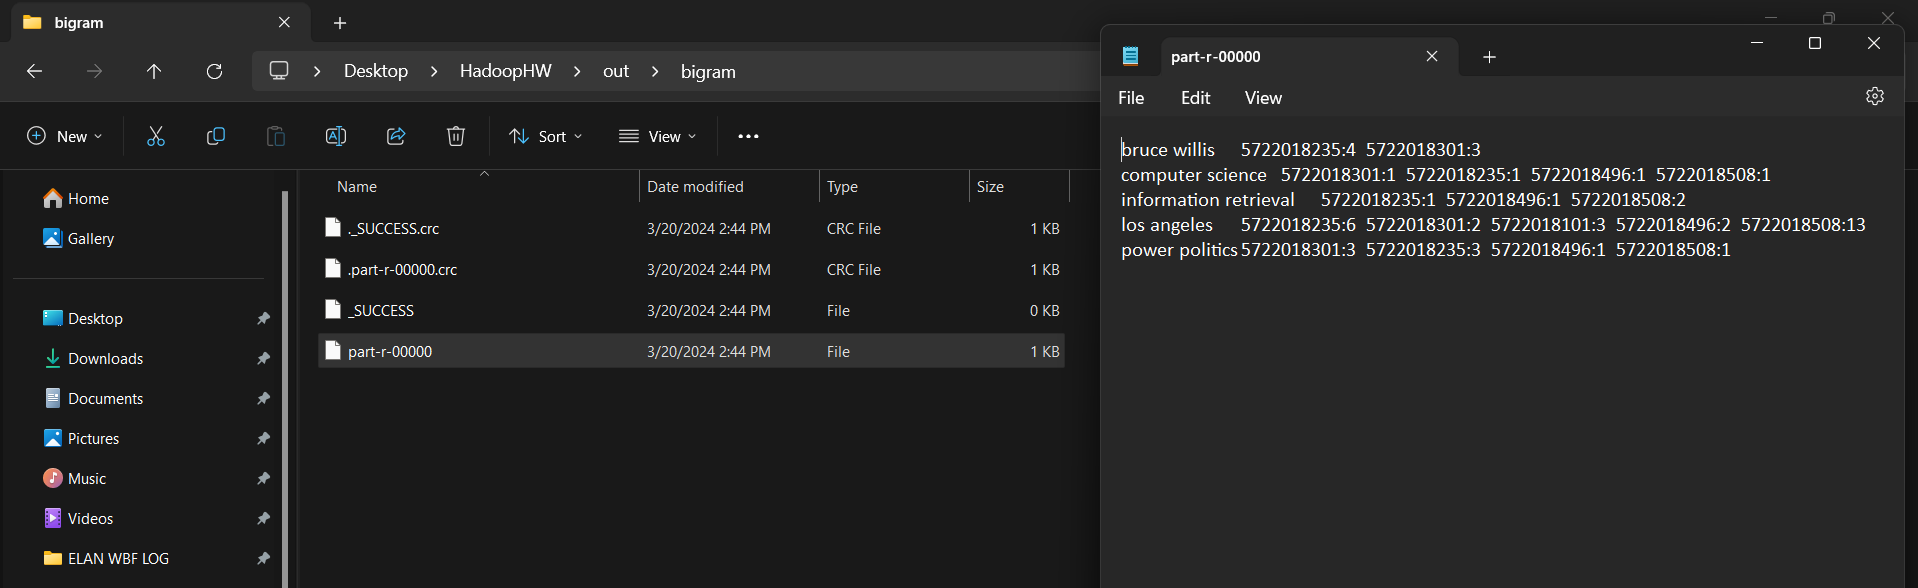 bigram
Desktop > HadoopHW > out > bigram
New
Sort
View
Home
Gallery
Desktop
Downloads
Documents
Pictures
Music
Videos
ELAN WBF LOG
Name Date modified Type Size
._SUCCESS.crc 3/20/2024 2:44 PM CRC File 1 KB
.part-r-00000.crc 3/20/2024 2:44 PM CRC File 1 KB
_SUCCESS 3/20/2024 2:44 PM File 0 KB
part-r-00000 3/20/2024 2:44 PM File 1 KB
part-r-00000
File Edit View
bruce willis 5722018235:4 5722018301:3
computer science 5722018301:1 5722018235:1 5722018496:1 5722018508:1
information retrieval 5722018235:1 5722018496:1 5722018508:2
los angeles 5722018235:6 5722018301:2 5722018101:3 5722018496:2 5722018508:13
power politics 5722018301:3 5722018235:3 5722018496:1 5722018508:1